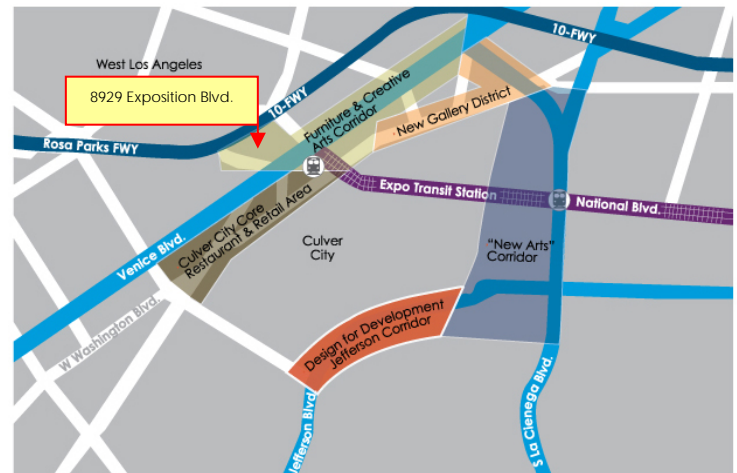 10-FWY
West Los Angeles
8929 Exposition Blvd.
10-FWY
Furniture & Creative
Arts Corridor
New Gallery District
Rosa Parks FWY
Expo Transit Station
National Blvd.
Culver City Core
Restaurant & Retail Area
Culver
City
"New Arts"
Corridor
Venice Blvd.
W Washington Blvd.
Design for Development
Jefferson Corridor
Jefferson Blvd.
S La Cienega Blvd.